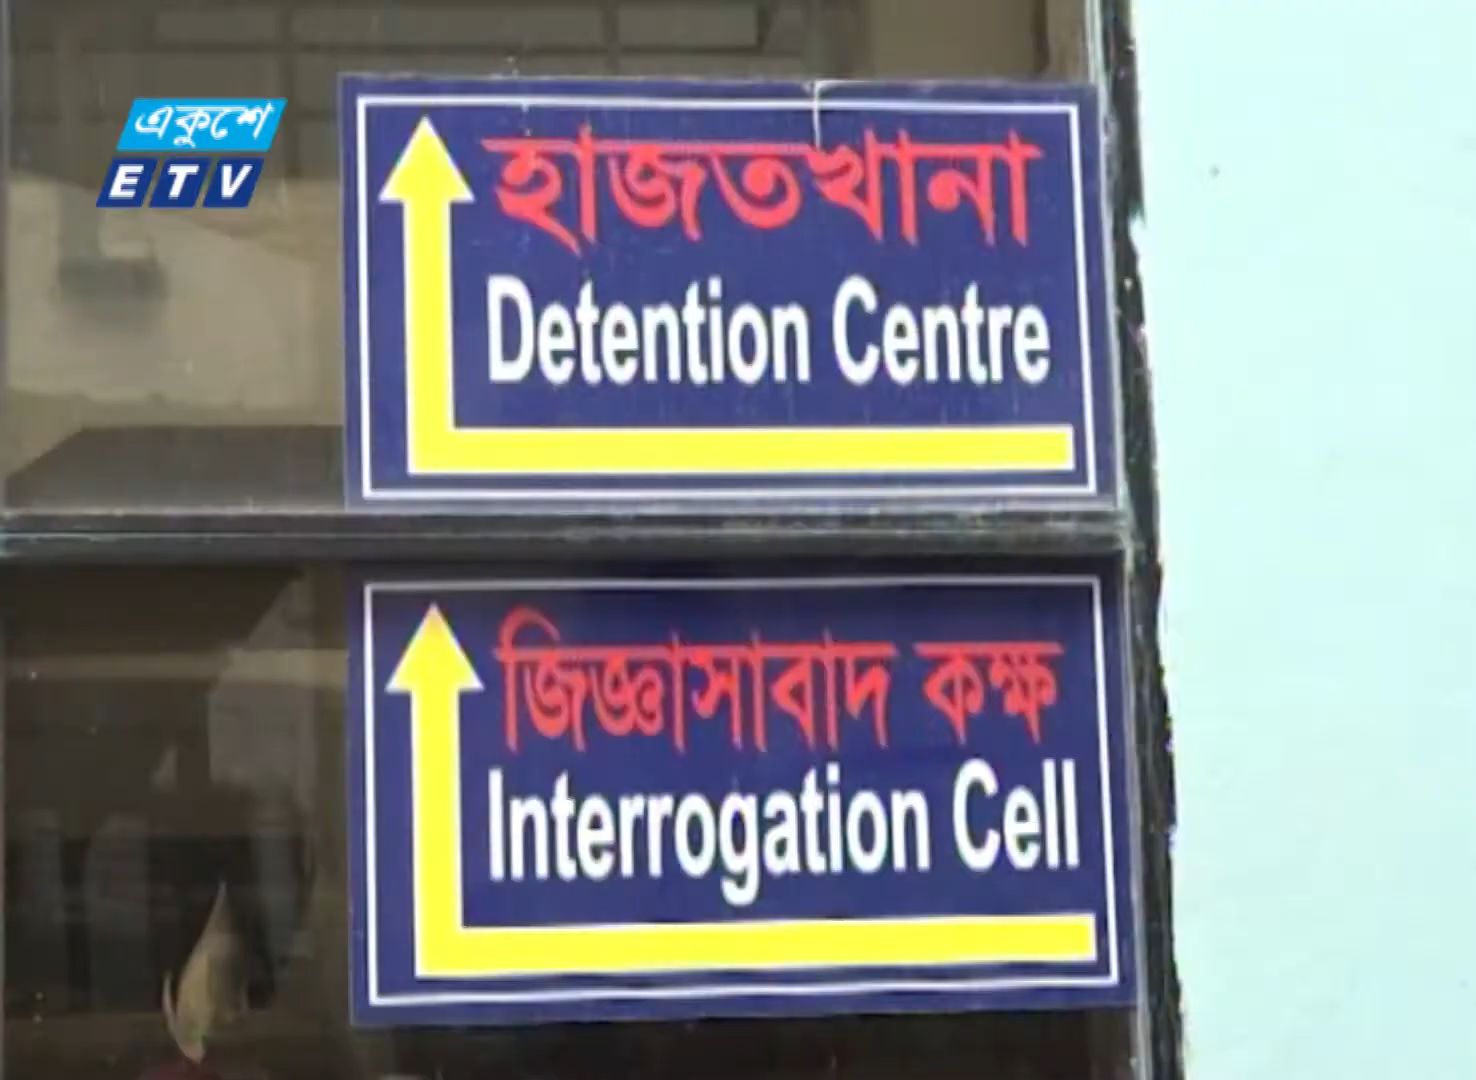 একুশে
ETV
হাজতখানা
Detention Centre
জিজ্ঞাসাবাদ কক্ষ
Interrogation Cell